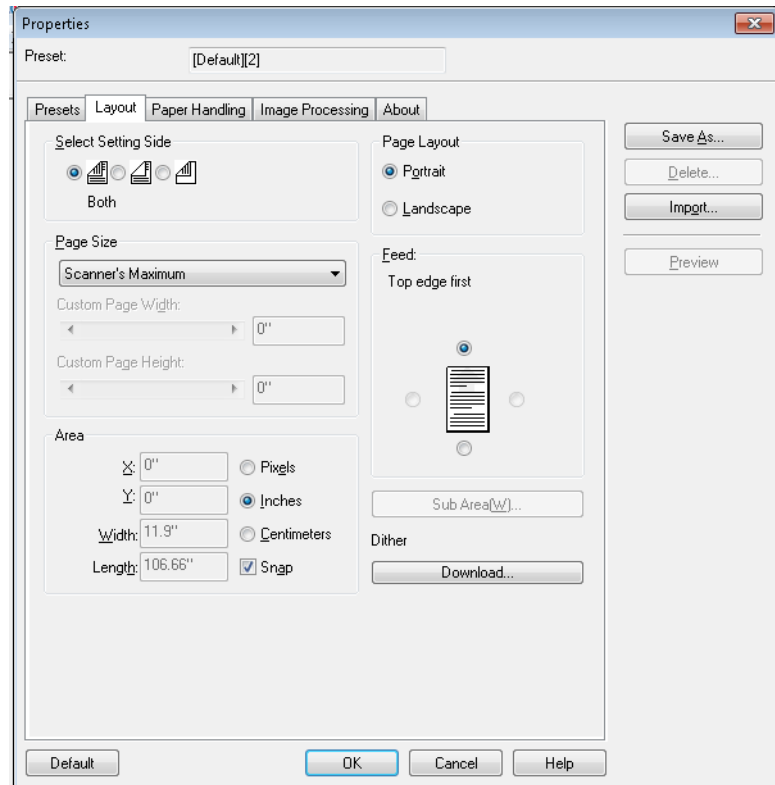 Properties
Preset:
[Default][2]
Presets
Layout
Paper Handling
Image Processing
About
Select Setting Side
Both
Page Size
Scanner's Maximum
Custom Page Width:
0"
Custom Page Height:
0"
Area
X: 0"
Y: 0"
Width: 11.9"
Length: 106.66"
Pixels
Inches
Centimeters
Snap
Page Layout
Portrait
Landscape
Feed:
Top edge first
Sub Area(W)...
Dither
Download...
Save As...
Delete...
Import...
Preview
Default
OK
Cancel
Help